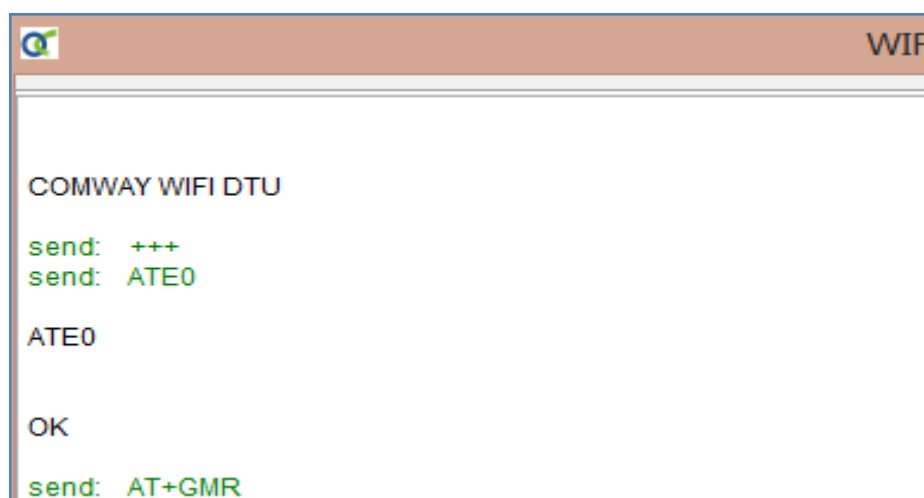 WIF
COMWAY WIFI DTU
send: +++
send: ATE0
ATE0
OK
send: AT+GMR